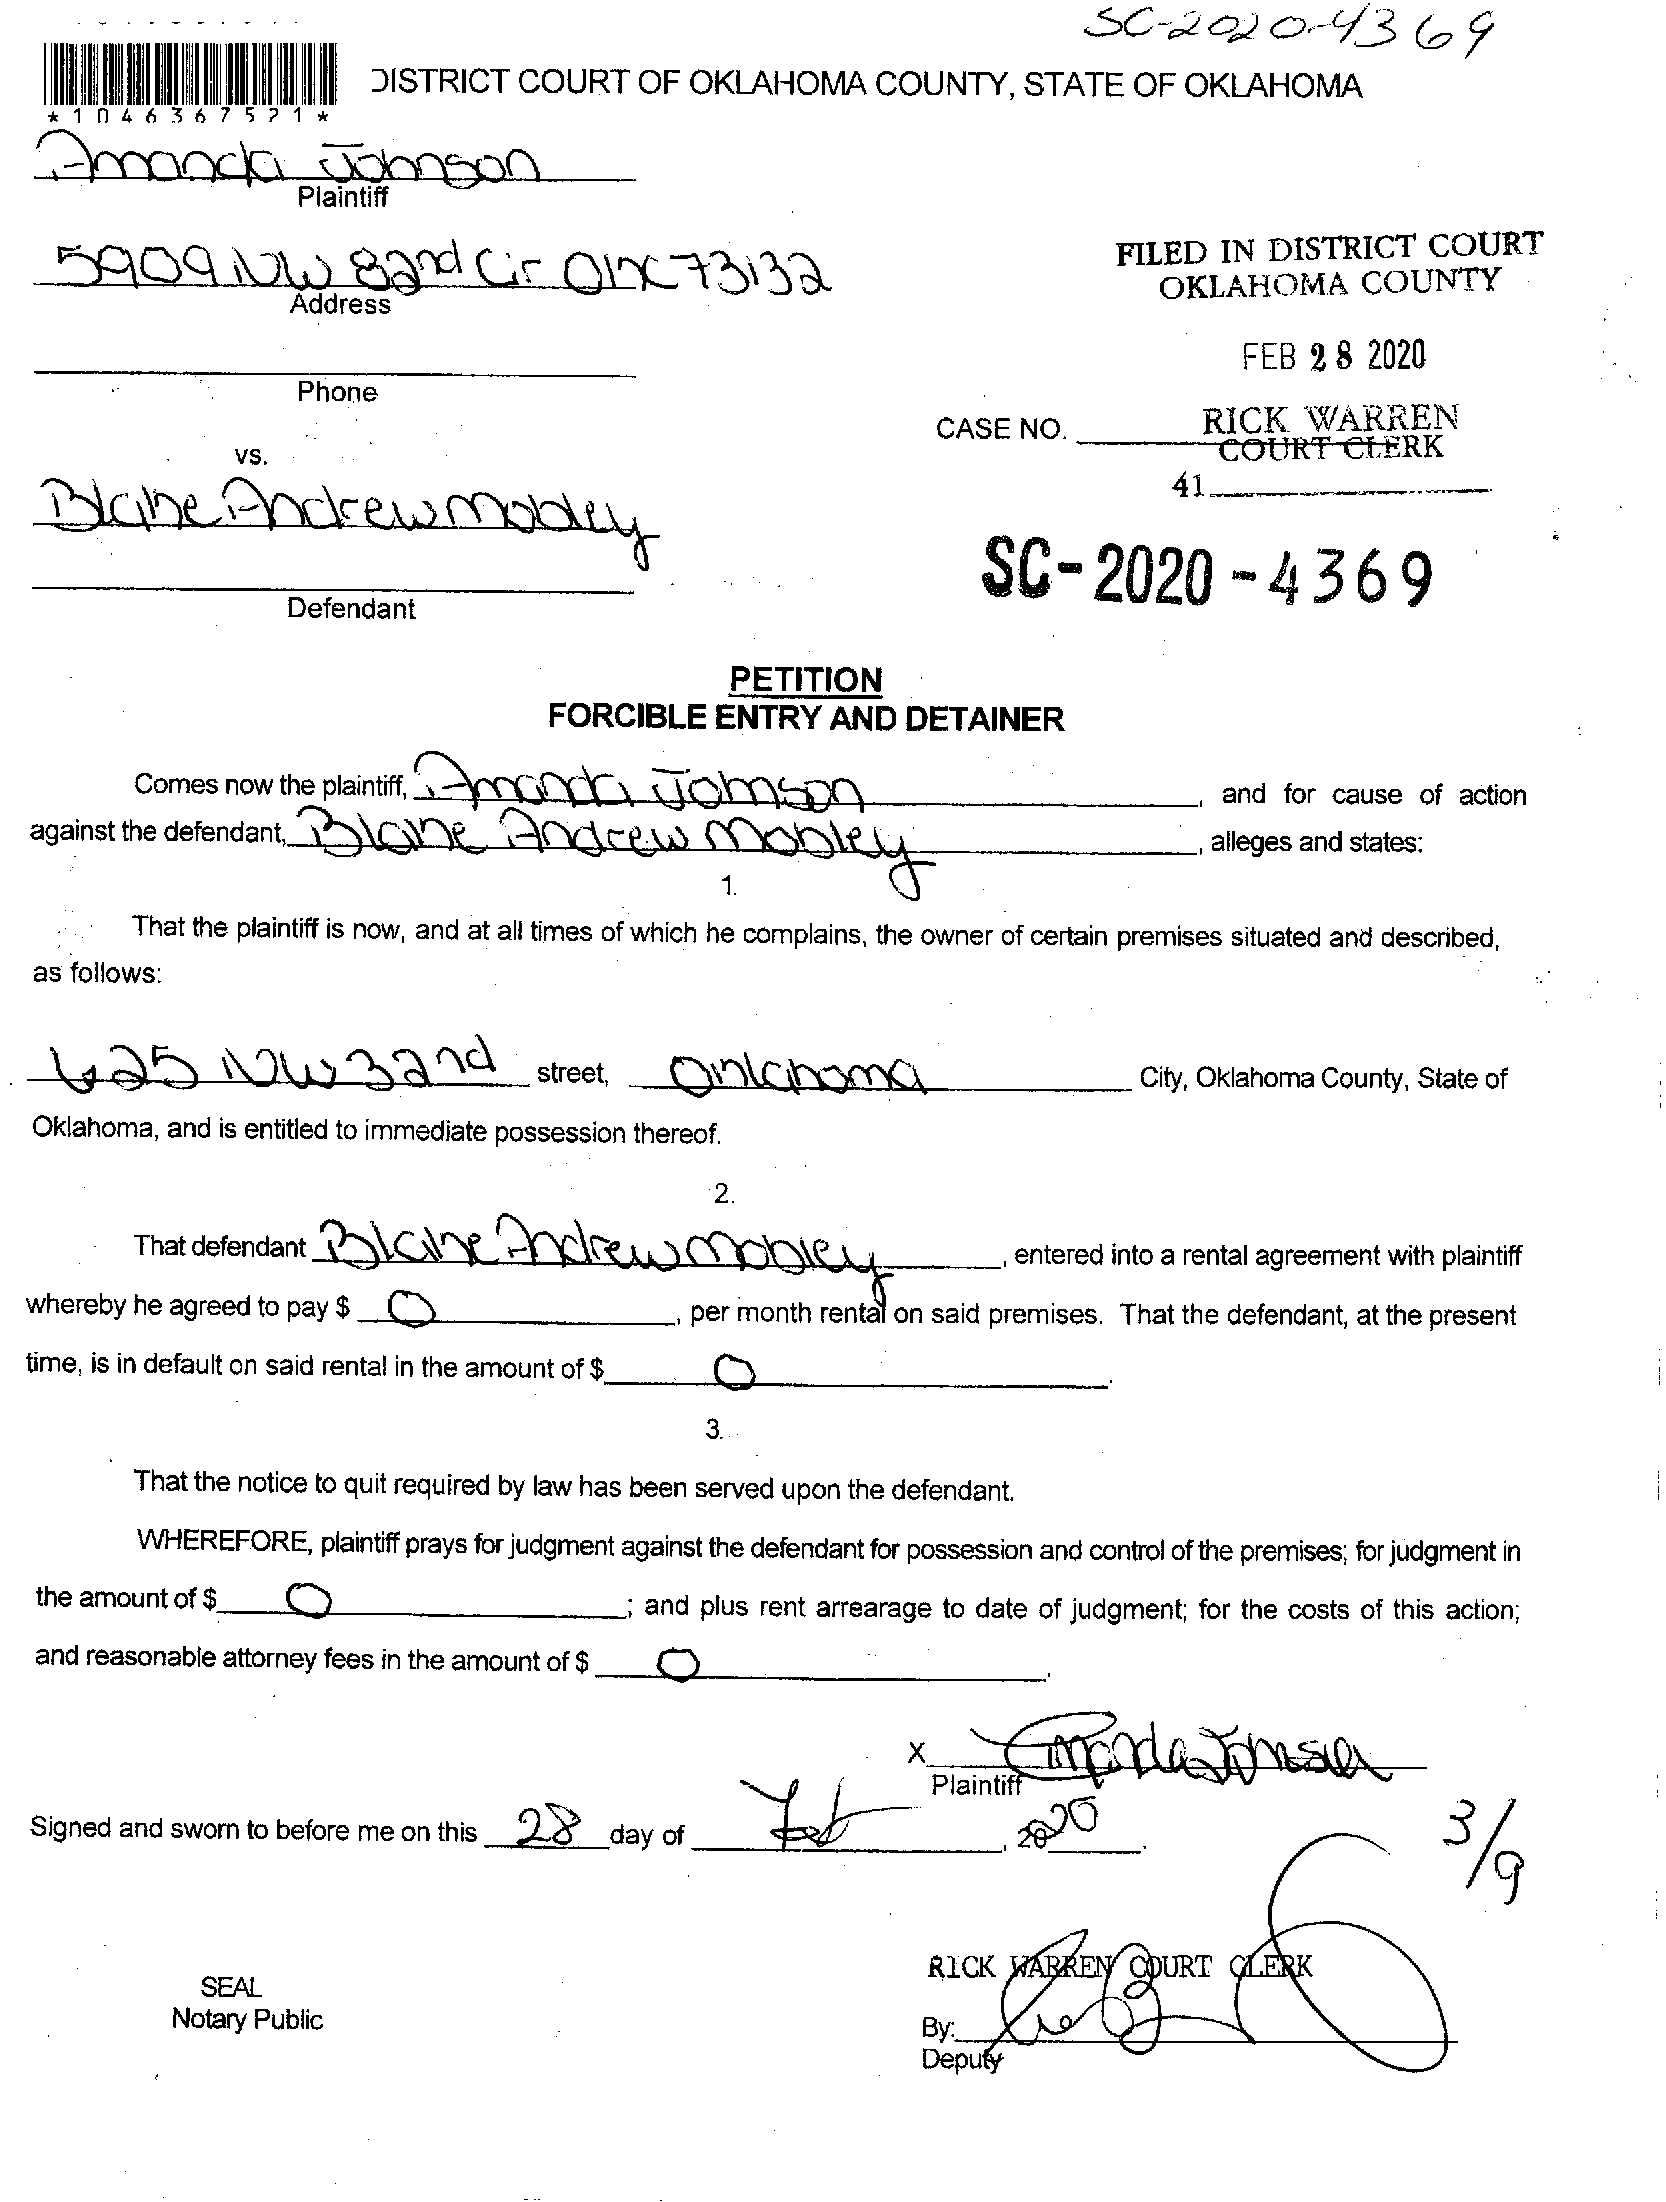 SC-2020-4369
DISTRICT COURT OF OKLAHOMA COUNTY, STATE OF OKLAHOMA
*1046367521*
Amanda Johnson
Plaintiff
5909 NW 82nd Cir OKC 73132
Address
FILED IN DISTRICT COURT
OKLAHOMA COUNTY
FEB 28 2020
Phone
CASE NO.
RICK WARREN
COURT CLERK
41
vs.
Blaine Andrew Mobley
Defendant
SC-2020-4369
PETITION
FORCIBLE ENTRY AND DETAINER
Comes now the plaintiff, Amanda Johnson, and for cause of action
against the defendant, Blaine Andrew Mobley, alleges and states:
1.
That the plaintiff is now, and at all times of which he complains, the owner of certain premises situated and described,
as follows:
625 NW 32nd street, Oklahoma City, Oklahoma County, State of
Oklahoma, and is entitled to immediate possession thereof.
2.
That defendant Blaine Andrew Mobley, entered into a rental agreement with plaintiff
whereby he agreed to pay $ 0, per month rental on said premises. That the defendant, at the present
time, is in default on said rental in the amount of $ 0.
3.
That the notice to quit required by law has been served upon the defendant.
WHEREFORE, plaintiff prays for judgment against the defendant for possession and control of the premises; for judgment in
the amount of $ 0; and plus rent arrearage to date of judgment; for the costs of this action;
and reasonable attorney fees in the amount of $ 0.
X Amanda Johnson
Plaintiff
Signed and sworn to before me on this 28 day of Feb, 2020.
3/9
RICK WARREN COURT CLERK
SEAL
Notary Public
By:
Deputy